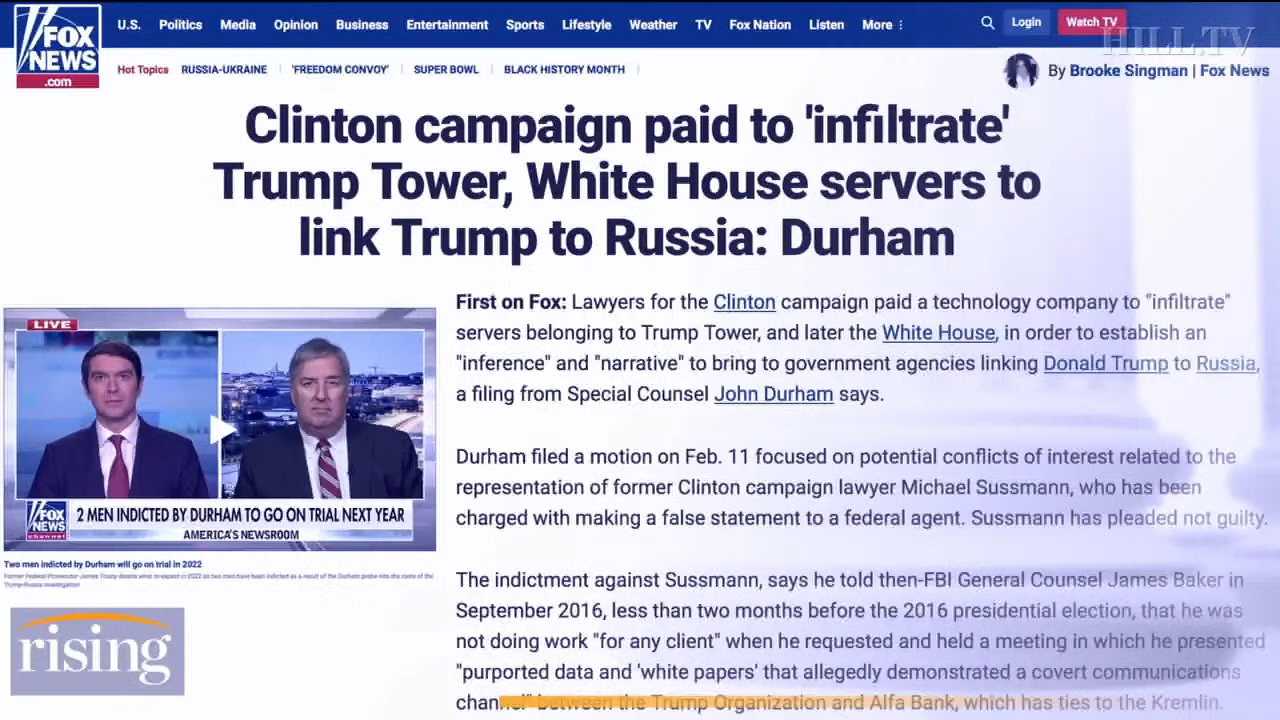 FOX
NEWS
.com
U.S. Politics Media Opinion Business Entertainment Sports Lifestyle Weather TV Fox Nation Listen More Login Watch TV
HILL.TV
Hot Topics RUSSIA-UKRAINE 'FREEDOM CONVOY' SUPER BOWL BLACK HISTORY MONTH
By Brooke Singman | Fox News
Clinton campaign paid to 'infiltrate'
Trump Tower, White House servers to
link Trump to Russia: Durham
First on Fox: Lawyers for the Clinton campaign paid a technology company to "infiltrate"
servers belonging to Trump Tower, and later the White House, in order to establish an
"inference" and "narrative" to bring to government agencies linking Donald Trump to Russia,
a filing from Special Counsel John Durham says.
Durham filed a motion on Feb. 11 focused on potential conflicts of interest related to the
representation of former Clinton campaign lawyer Michael Sussmann, who has been
charged with making a false statement to a federal agent. Sussmann has pleaded not guilty.
The indictment against Sussmann, says he told then-FBI General Counsel James Baker in
September 2016, less than two months before the 2016 presidential election, that he was
not doing work "for any client" when he requested and held a meeting in which he presented
"purported data and 'white papers' that allegedly demonstrated a covert communications
channel" between the Trump Organization and Alfa Bank, which has ties to the Kremlin.
LIVE
FOX
NEWS
channel
2 MEN INDICTED BY DURHAM TO GO ON TRIAL NEXT YEAR
AMERICA'S NEWSROOM
Two men indicted by Durham will go on trial in 2022
rising